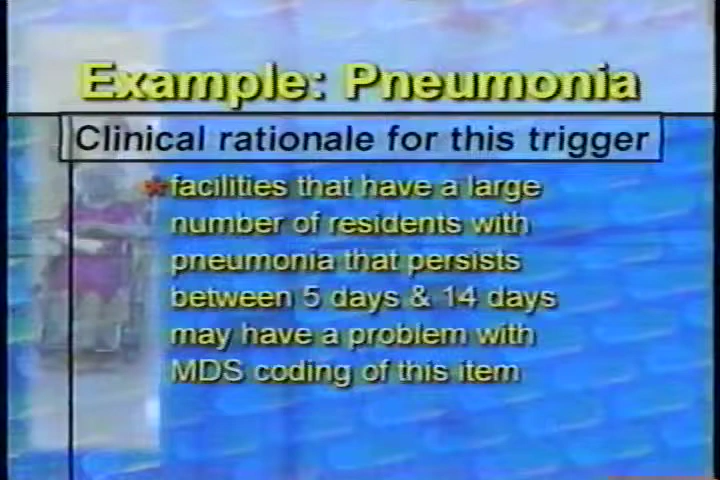 Example: Pneumonia
Clinical rationale for this trigger
*facilities that have a large
number of residents with
pneumonia that persists
between 5 days & 14 days
may have a problem with
MDS coding of this item